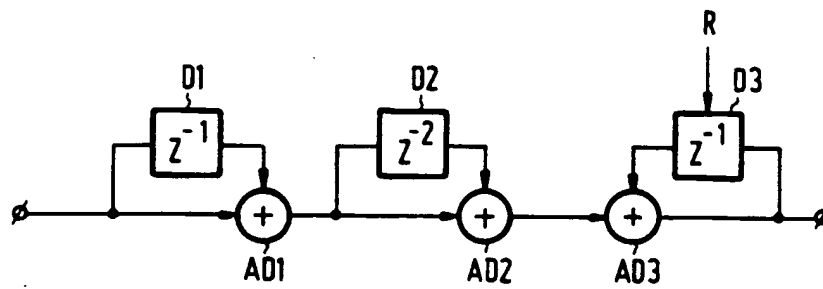 R
D1
D2
D3
Z^-1
Z^-2
Z^-1
+
+
+
AD1
AD2
AD3